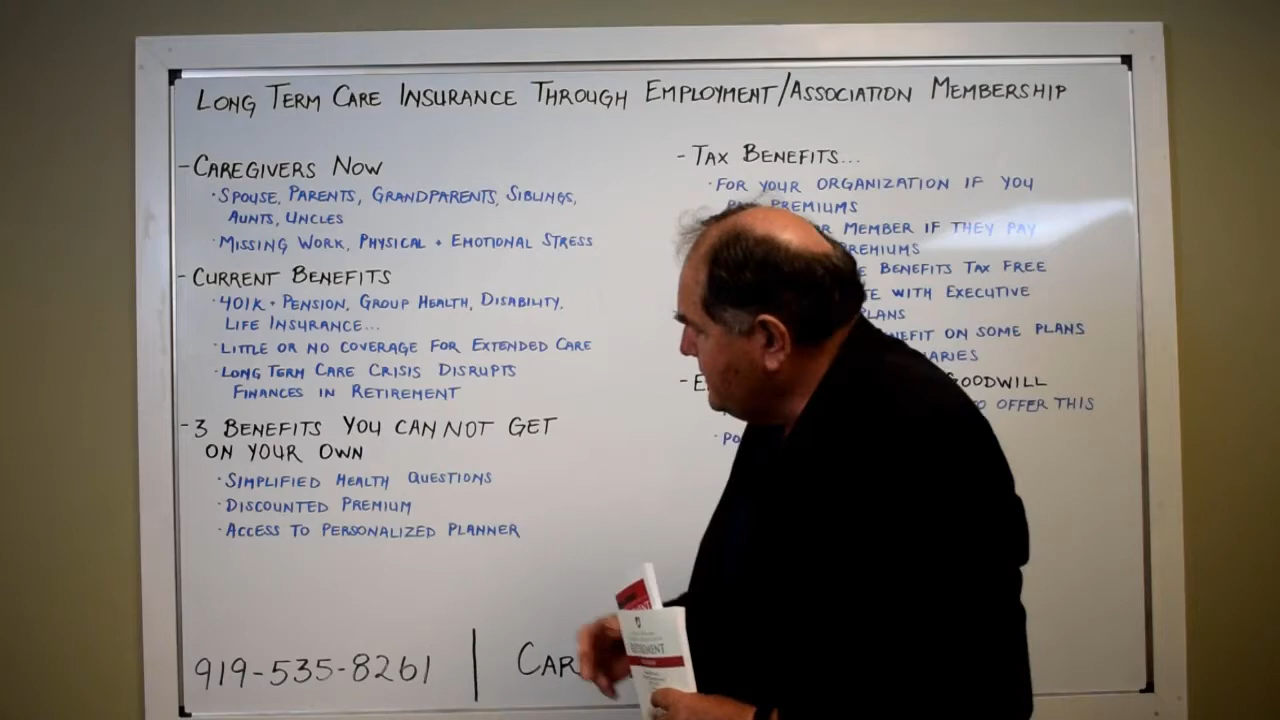 LONG TERM CARE INSURANCE THROUGH EMPLOYMENT/ASSOCIATION MEMBERSHIP
- CAREGIVERS NOW
· SPOUSE, PARENTS, GRANDPARENTS, SIBLINGS,
AUNTS, UNCLES
· MISSING WORK, PHYSICAL + EMOTIONAL STRESS
- CURRENT BENEFITS
· 401K + PENSION, GROUP HEALTH, DISABILITY,
LIFE INSURANCE...
· LITTLE OR NO COVERAGE FOR EXTENDED CARE
· LONG TERM CARE CRISIS DISRUPTS
FINANCES IN RETIREMENT
- 3 BENEFITS YOU CAN NOT GET
ON YOUR OWN
· SIMPLIFIED HEALTH QUESTIONS
· DISCOUNTED PREMIUM
· ACCESS TO PERSONALIZED PLANNER
919-535-8261 |
- TAX BENEFITS...
· FOR YOUR ORGANIZATION IF YOU
PREMIUMS
MEMBER IF THEY PAY
PREMIUMS
BENEFITS TAX FREE
WITH EXECUTIVE
PLANS
ON SOME PLANS
GOODWILL
OFFER THIS
RETIREMENT